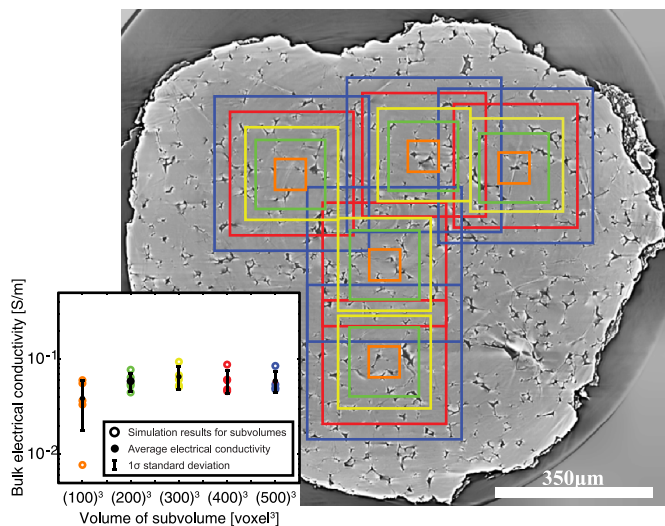 Bulk electrical conductivity [S/m]
10⁻¹
10⁻²
Simulation results for subvolumes
Average electrical conductivity
1σ standard deviation
(100)³ (200)³ (300)³ (400)³ (500)³
Volume of subvolume [voxel³]
350μm